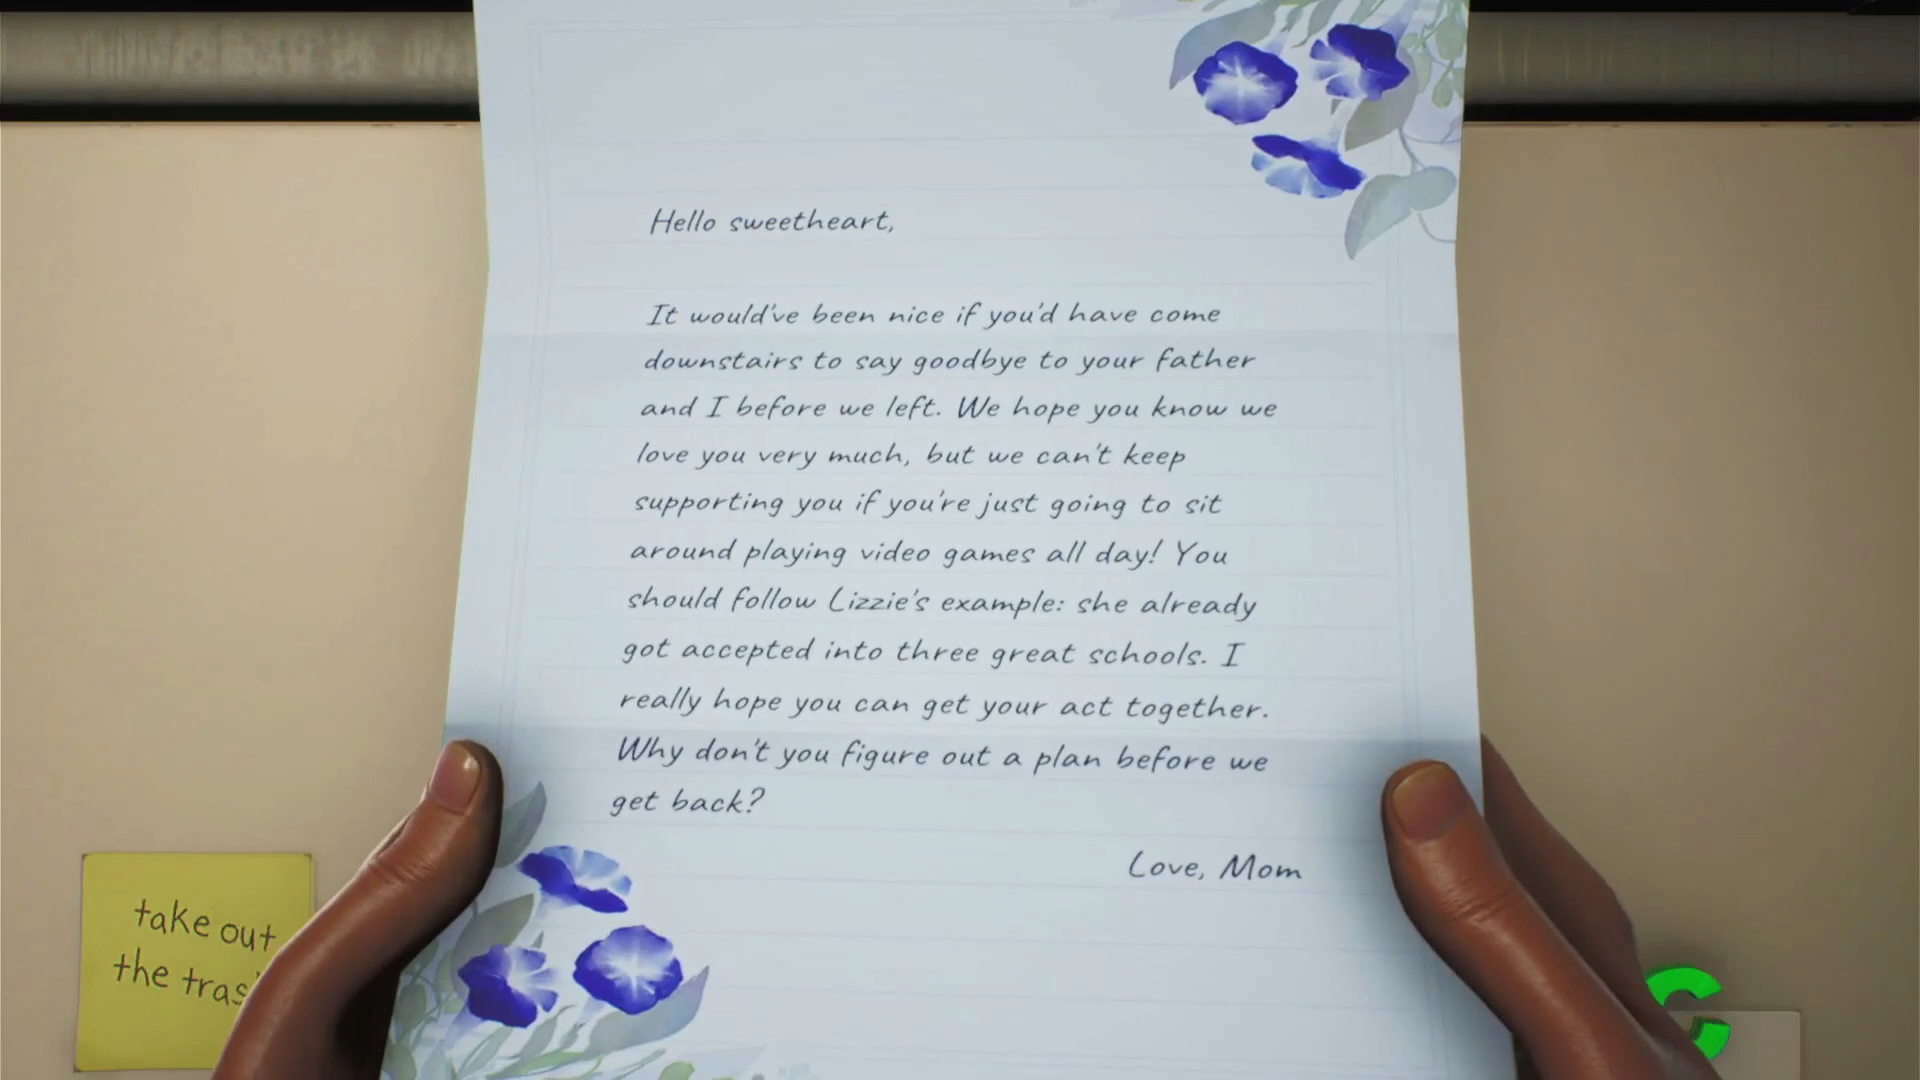 Hello sweetheart,
It would've been nice if you'd have come
downstairs to say goodbye to your father
and I before we left. We hope you know we
love you very much, but we can't keep
supporting you if you're just going to sit
around playing video games all day! You
should follow Lizzie's example: she already
got accepted into three great schools. I
really hope you can get your act together.
Why don't you figure out a plan before we
get back?
Love, Mom
take out
the tras